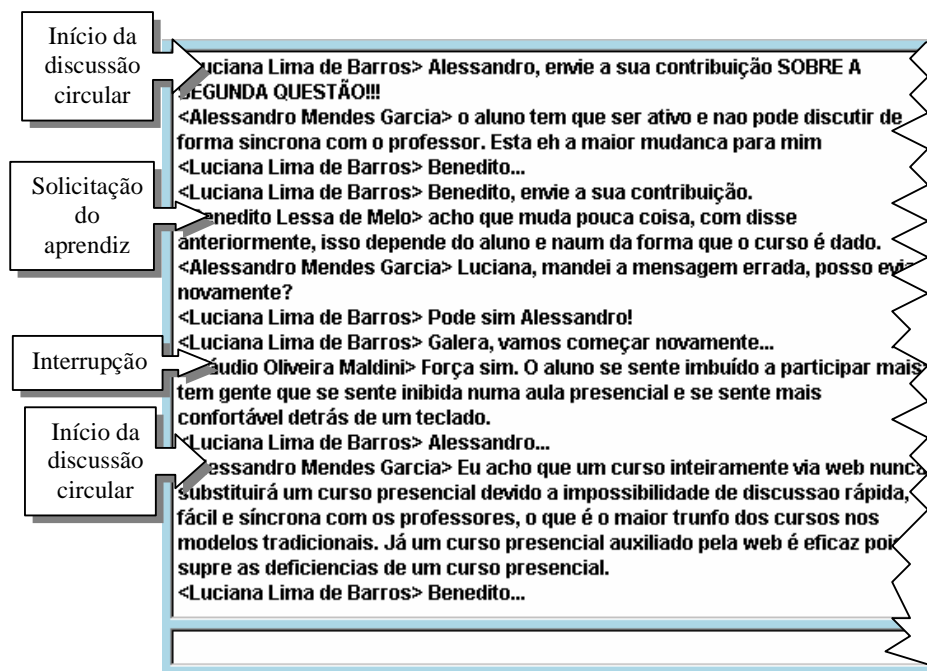 Início da
discussão
circular
Solicitação
do
aprendiz
Interrupção
Início da
discussão
circular
uciana Lima de Barros> Alessandro, envie a sua contribuição SOBRE A
SEGUNDA QUESTÃO!!!
<Alessandro Mendes Garcia> o aluno tem que ser ativo e nao pode discutir de
forma sincrona com o professor. Esta eh a maior mudanca para mim
<Luciana Lima de Barros> Benedito...
<Luciana Lima de Barros> Benedito, envie a sua contribuição.
enedito Lessa de Melo> acho que muda pouca coisa, com disse
anteriormente, isso depende do aluno e naum da forma que o curso é dado.
<Alessandro Mendes Garcia> Luciana, mandei a mensagem errada, posso evia
novamente?
<Luciana Lima de Barros> Pode sim Alessandro!
<Luciana Lima de Barros> Galera, vamos começar novamente...
áudio Oliveira Maldini> Força sim. O aluno se sente imbuído a participar mais
tem gente que se sente inibida numa aula presencial e se sente mais
confortável detrás de um teclado.
<Luciana Lima de Barros> Alessandro...
essandro Mendes Garcia> Eu acho que um curso inteiramente via web nunca
substituirá um curso presencial devido a impossibilidade de discussao rápida,
fácil e síncrona com os professores, o que é o maior trunfo dos cursos nos
modelos tradicionais. Já um curso presencial auxiliado pela web é eficaz poi
supre as deficiencias de um curso presencial.
<Luciana Lima de Barros> Benedito...